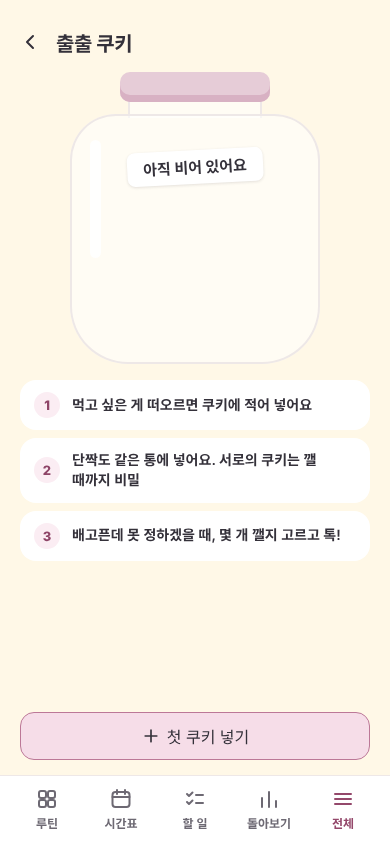 출출 쿠키
아직 비어 있어요
1 먹고 싶은 게 떠오르면 쿠키에 적어 넣어요
2 단짝도 같은 통에 넣어요. 서로의 쿠키는 깰
때까지 비밀
3 배고픈데 못 정하겠을 때, 몇 개 깰지 고르고 톡!
+ 첫 쿠키 넣기
루틴 시간표 할 일 돌아보기 전체